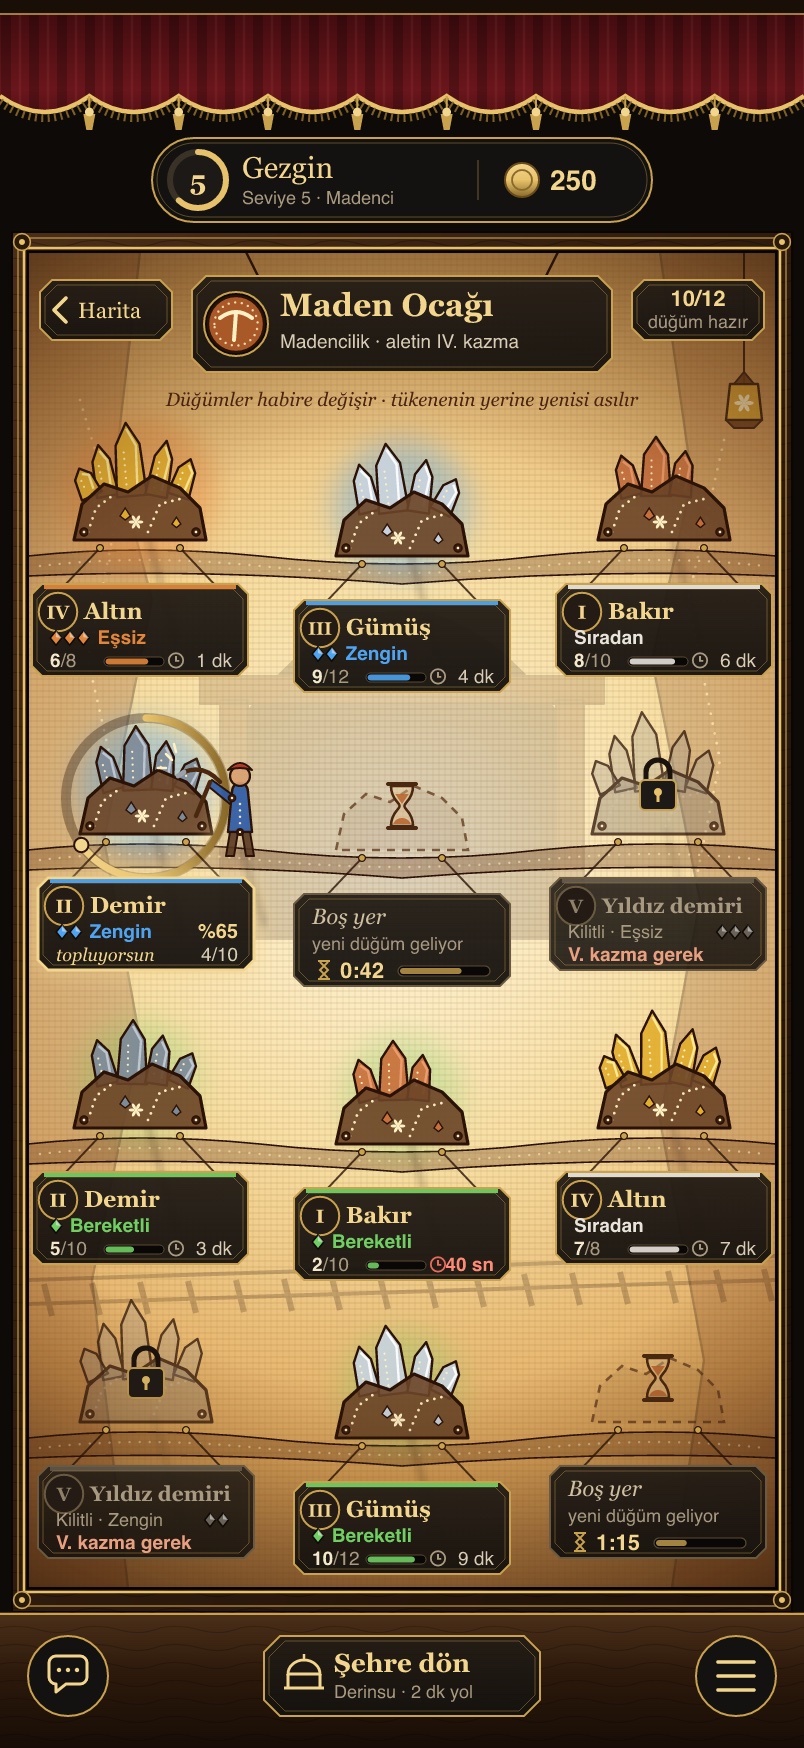 5
Gezgin
Seviye 5 · Madenci
250
Harita
Maden Ocağı
Madencilik · aletin IV. kazma
10/12
düğüm hazır
Düğümler habire değişir · tükenenin yerine yenisi asılır
IV Altın
Eşsiz
6/8 1 dk
III Gümüş
Zengin
9/12 4 dk
I Bakır
Sıradan
8/10 6 dk
II Demir
Zengin %65
topluyorsun 4/10
Boş yer
yeni düğüm geliyor
0:42
V Yıldız demiri
Kilitli · Eşsiz
V. kazma gerek
II Demir
Bereketli
5/10 3 dk
I Bakır
Bereketli
2/10 40 sn
IV Altın
Sıradan
7/8 7 dk
V Yıldız demiri
Kilitli · Zengin
V. kazma gerek
III Gümüş
Bereketli
10/12 9 dk
Boş yer
yeni düğüm geliyor
1:15
Şehre dön
Derinsu · 2 dk yol